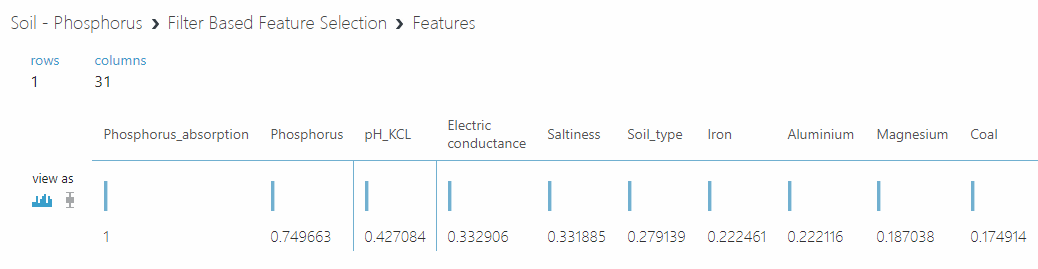 Soil - Phosphorus ❯ Filter Based Feature Selection ❯ Features
rows columns
1 31
Phosphorus_absorption Phosphorus pH_KCL Electric conductance Saltiness Soil_type Iron Aluminium Magnesium Coal
view as
1 0.749663 0.427084 0.332906 0.331885 0.279139 0.222461 0.222116 0.187038 0.174914